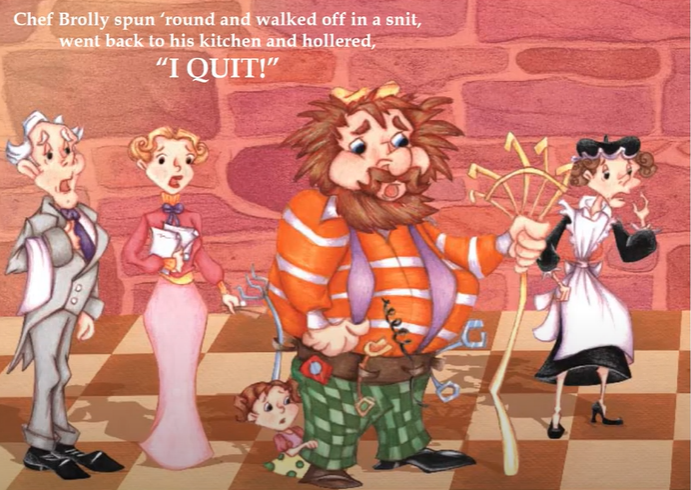 Chef Brolly spun ‘round and walked off in a snit,
went back to his kitchen and hollered,
“I QUIT!”